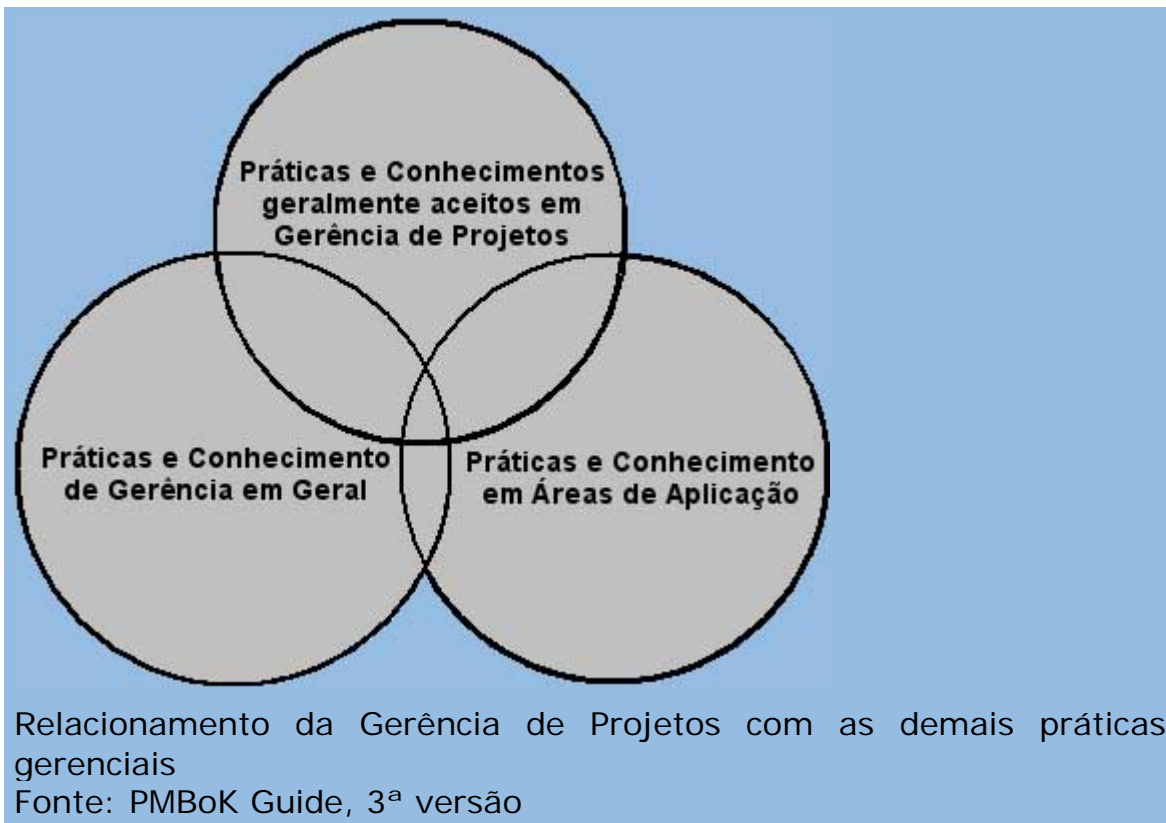 Práticas e Conhecimentos
geralmente aceitos em
Gerência de Projetos
Práticas e Conhecimento
de Gerência em Geral
Práticas e Conhecimento
em Áreas de Aplicação
Relacionamento da Gerência de Projetos com as demais práticas
gerenciais
Fonte: PMBoK Guide, 3ª versão